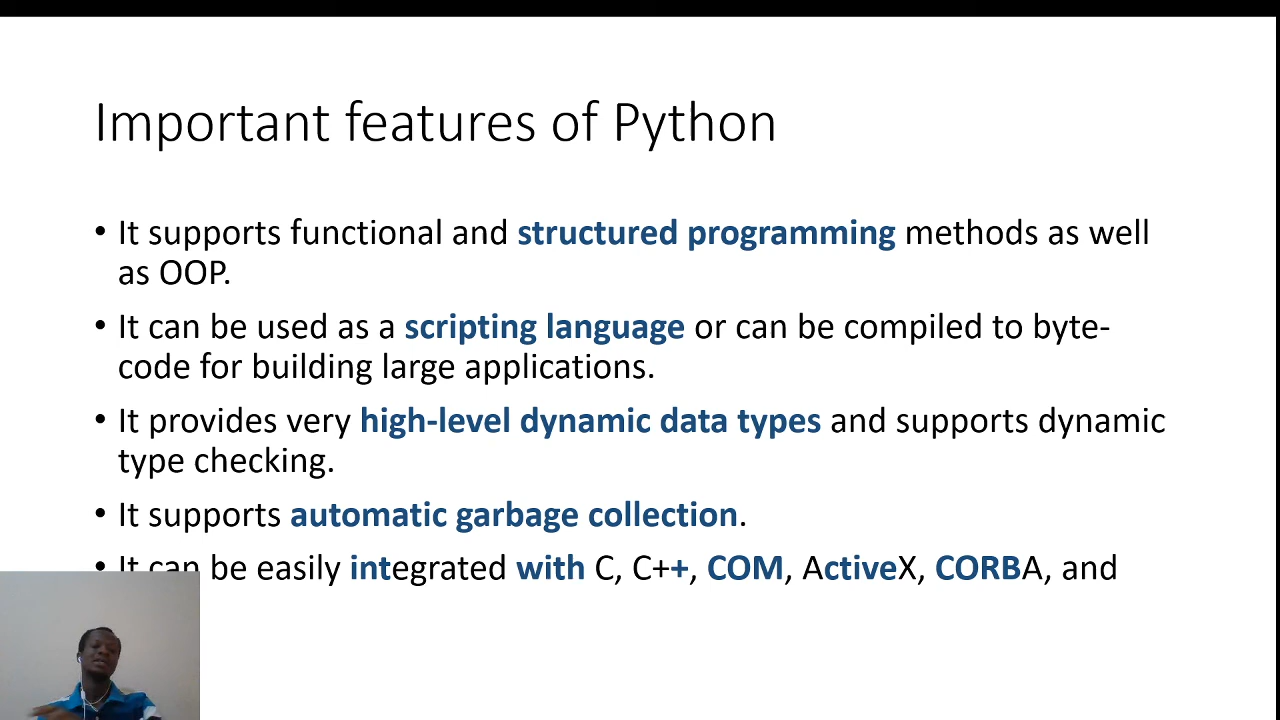 Important features of Python
• It supports functional and structured programming methods as well
as OOP.
• It can be used as a scripting language or can be compiled to byte-
code for building large applications.
• It provides very high-level dynamic data types and supports dynamic
type checking.
• It supports automatic garbage collection.
• It can be easily integrated with C, C++, COM, ActiveX, CORBA, and